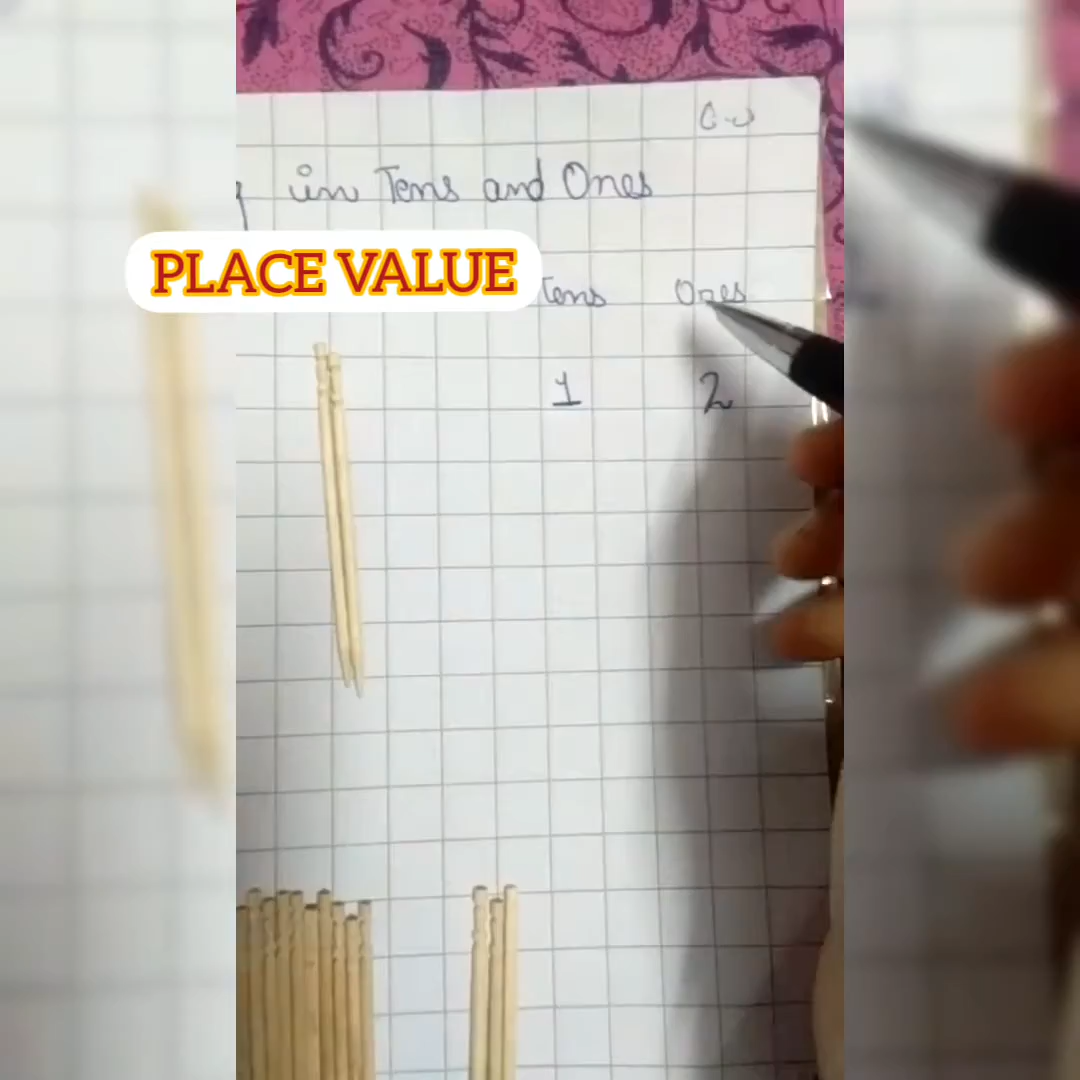 in Tens and Ones
PLACE VALUE
Tens Ones
1 2